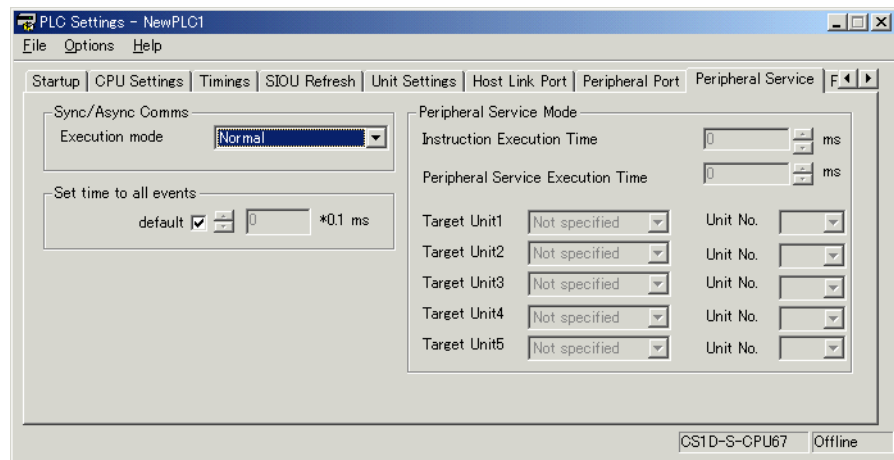 PLC Settings - NewPLC1
File Options Help
Startup CPU Settings Timings SIOU Refresh Unit Settings Host Link Port Peripheral Port Peripheral Service F
Sync/Async Comms
Execution mode Normal
Set time to all events
default 0 *0.1 ms
Peripheral Service Mode
Instruction Execution Time 0 ms
Peripheral Service Execution Time 0 ms
Target Unit1 Not specified Unit No.
Target Unit2 Not specified Unit No.
Target Unit3 Not specified Unit No.
Target Unit4 Not specified Unit No.
Target Unit5 Not specified Unit No.
CS1D-S-CPU67 Offline